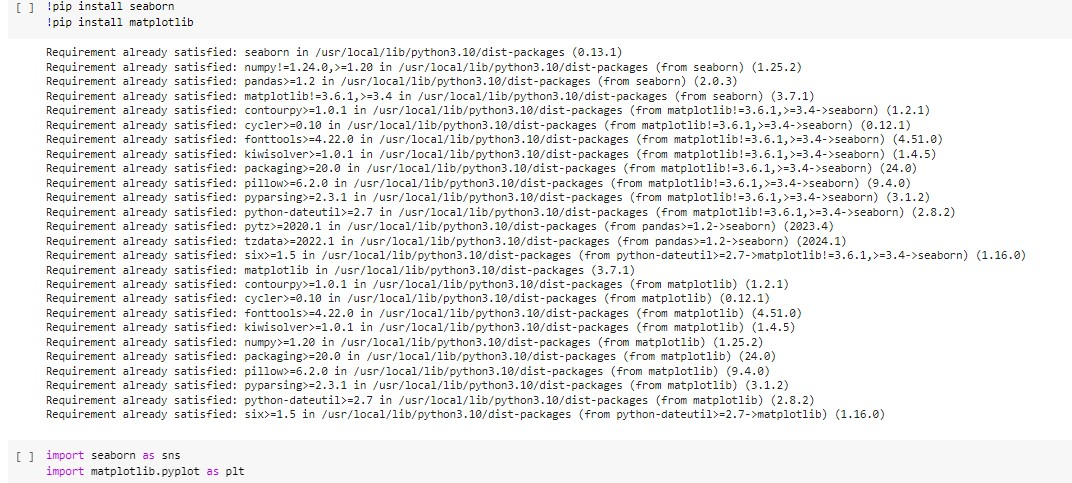 [ ] !pip install seaborn
!pip install matplotlib
Requirement already satisfied: seaborn in /usr/local/lib/python3.10/dist-packages (0.13.1)
Requirement already satisfied: numpy!=1.24.0,>=1.20 in /usr/local/lib/python3.10/dist-packages (from seaborn) (1.25.2)
Requirement already satisfied: pandas>=1.2 in /usr/local/lib/python3.10/dist-packages (from seaborn) (2.0.3)
Requirement already satisfied: matplotlib!=3.6.1,>=3.4 in /usr/local/lib/python3.10/dist-packages (from seaborn) (3.7.1)
Requirement already satisfied: contourpy>=1.0.1 in /usr/local/lib/python3.10/dist-packages (from matplotlib!=3.6.1,>=3.4->seaborn) (1.2.1)
Requirement already satisfied: cycler>=0.10 in /usr/local/lib/python3.10/dist-packages (from matplotlib!=3.6.1,>=3.4->seaborn) (0.12.1)
Requirement already satisfied: fonttools>=4.22.0 in /usr/local/lib/python3.10/dist-packages (from matplotlib!=3.6.1,>=3.4->seaborn) (4.51.0)
Requirement already satisfied: kiwisolver>=1.0.1 in /usr/local/lib/python3.10/dist-packages (from matplotlib!=3.6.1,>=3.4->seaborn) (1.4.5)
Requirement already satisfied: packaging>=20.0 in /usr/local/lib/python3.10/dist-packages (from matplotlib!=3.6.1,>=3.4->seaborn) (24.0)
Requirement already satisfied: pillow>=6.2.0 in /usr/local/lib/python3.10/dist-packages (from matplotlib!=3.6.1,>=3.4->seaborn) (9.4.0)
Requirement already satisfied: pyparsing>=2.3.1 in /usr/local/lib/python3.10/dist-packages (from matplotlib!=3.6.1,>=3.4->seaborn) (3.1.2)
Requirement already satisfied: python-dateutil>=2.7 in /usr/local/lib/python3.10/dist-packages (from matplotlib!=3.6.1,>=3.4->seaborn) (2.8.2)
Requirement already satisfied: pytz>=2020.1 in /usr/local/lib/python3.10/dist-packages (from pandas>=1.2->seaborn) (2023.4)
Requirement already satisfied: tzdata>=2022.1 in /usr/local/lib/python3.10/dist-packages (from pandas>=1.2->seaborn) (2024.1)
Requirement already satisfied: six>=1.5 in /usr/local/lib/python3.10/dist-packages (from python-dateutil>=2.7->matplotlib!=3.6.1,>=3.4->seaborn) (1.16.0)
Requirement already satisfied: matplotlib in /usr/local/lib/python3.10/dist-packages (3.7.1)
Requirement already satisfied: contourpy>=1.0.1 in /usr/local/lib/python3.10/dist-packages (from matplotlib) (1.2.1)
Requirement already satisfied: cycler>=0.10 in /usr/local/lib/python3.10/dist-packages (from matplotlib) (0.12.1)
Requirement already satisfied: fonttools>=4.22.0 in /usr/local/lib/python3.10/dist-packages (from matplotlib) (4.51.0)
Requirement already satisfied: kiwisolver>=1.0.1 in /usr/local/lib/python3.10/dist-packages (from matplotlib) (1.4.5)
Requirement already satisfied: numpy>=1.20 in /usr/local/lib/python3.10/dist-packages (from matplotlib) (1.25.2)
Requirement already satisfied: packaging>=20.0 in /usr/local/lib/python3.10/dist-packages (from matplotlib) (24.0)
Requirement already satisfied: pillow>=6.2.0 in /usr/local/lib/python3.10/dist-packages (from matplotlib) (9.4.0)
Requirement already satisfied: pyparsing>=2.3.1 in /usr/local/lib/python3.10/dist-packages (from matplotlib) (3.1.2)
Requirement already satisfied: python-dateutil>=2.7 in /usr/local/lib/python3.10/dist-packages (from matplotlib) (2.8.2)
Requirement already satisfied: six>=1.5 in /usr/local/lib/python3.10/dist-packages (from python-dateutil>=2.7->matplotlib) (1.16.0)
[ ] import seaborn as sns
import matplotlib.pyplot as plt